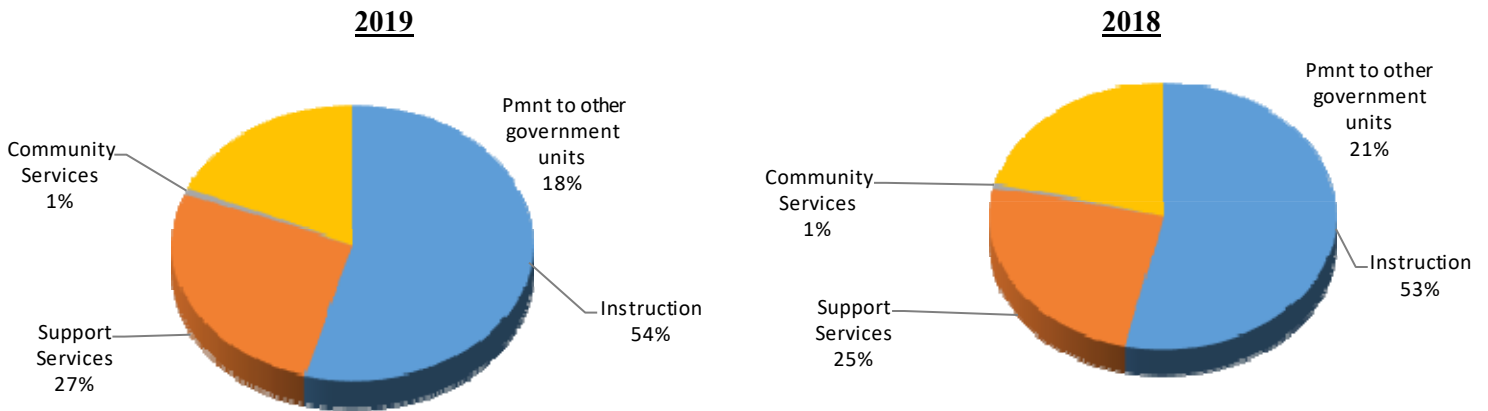 2019
Pmnt to other
government
units
18%
Community
Services
1%
Instruction
54%
Support
Services
27%
2018
Pmnt to other
government
units
21%
Community
Services
1%
Instruction
53%
Support
Services
25%